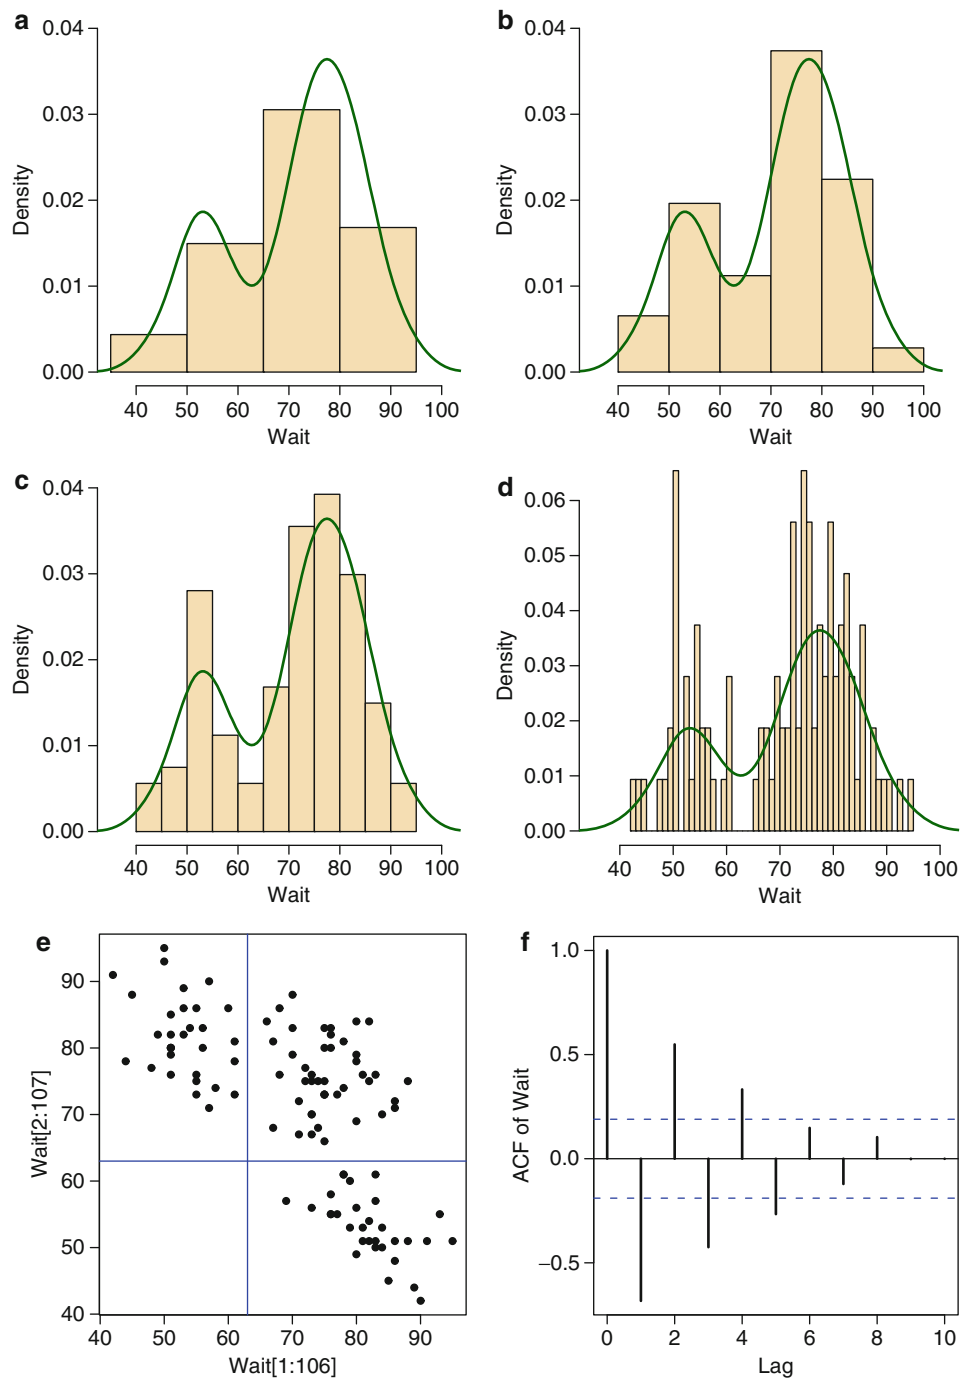 a
0.04
0.03
0.02
0.01
0.00
Density
40 50 60 70 80 90 100
Wait
b
0.04
0.03
0.02
0.01
0.00
Density
40 50 60 70 80 90 100
Wait
c
0.04
0.03
0.02
0.01
0.00
Density
40 50 60 70 80 90 100
Wait
d
0.06
0.05
0.04
0.03
0.02
0.01
0.00
Density
40 50 60 70 80 90 100
Wait
e
90
80
70
60
50
40
Wait[2:107]
40 50 60 70 80 90
Wait[1:106]
f
1.0
0.5
0.0
−0.5
ACF of Wait
0 2 4 6 8 10
Lag